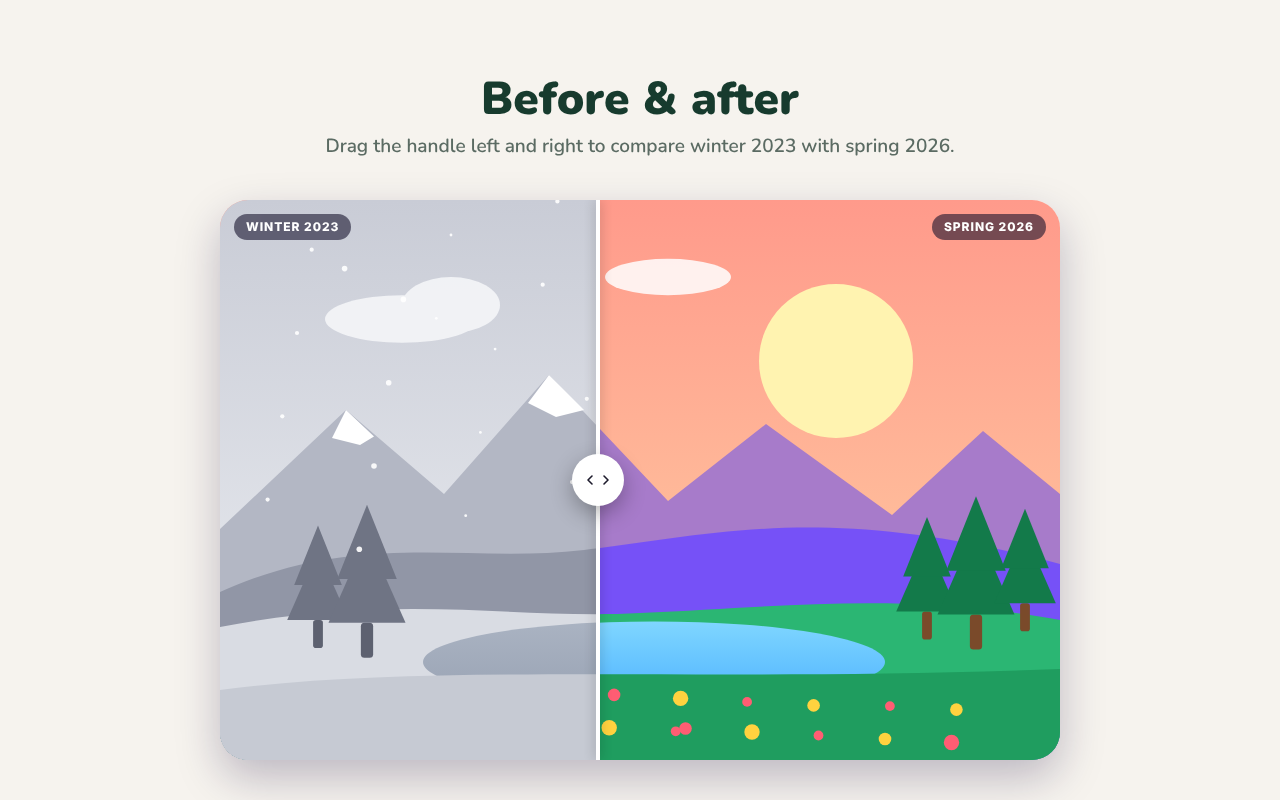 Before & after
Drag the handle left and right to compare winter 2023 with spring 2026.
WINTER 2023
SPRING 2026